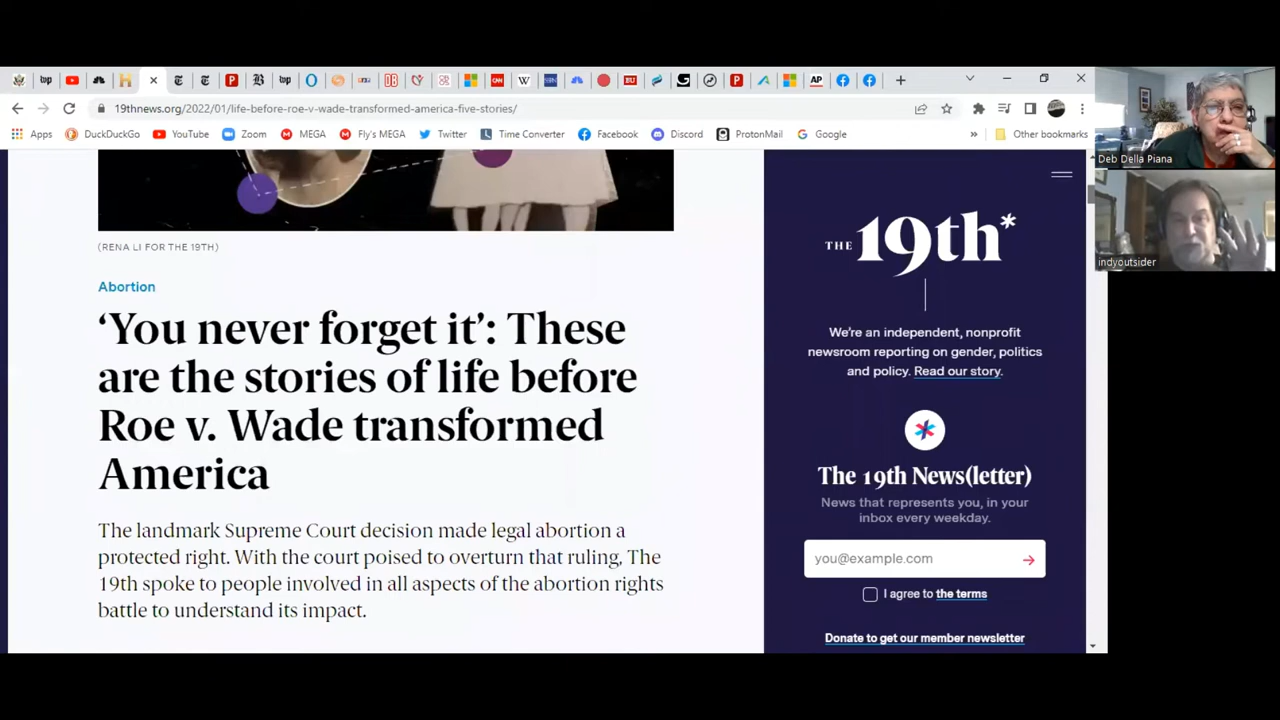 19thnews.org/2022/01/life-before-roe-v-wade-transformed-america-five-stories/
Apps DuckDuckGo YouTube Zoom MEGA Fly's MEGA Twitter Time Converter Facebook Discord ProtonMail Google » Other bookmarks
(RENA LI FOR THE 19TH)
Abortion
‘You never forget it’: These
are the stories of life before
Roe v. Wade transformed
America
The landmark Supreme Court decision made legal abortion a
protected right. With the court poised to overturn that ruling, The
19th spoke to people involved in all aspects of the abortion rights
battle to understand its impact.
THE 19th*
We’re an independent, nonprofit
newsroom reporting on gender, politics
and policy. Read our story.
The 19th News(letter)
News that represents you, in your
inbox every weekday.
you@example.com
I agree to the terms
Donate to get our member newsletter
Deb Della Piana
indyoutsider